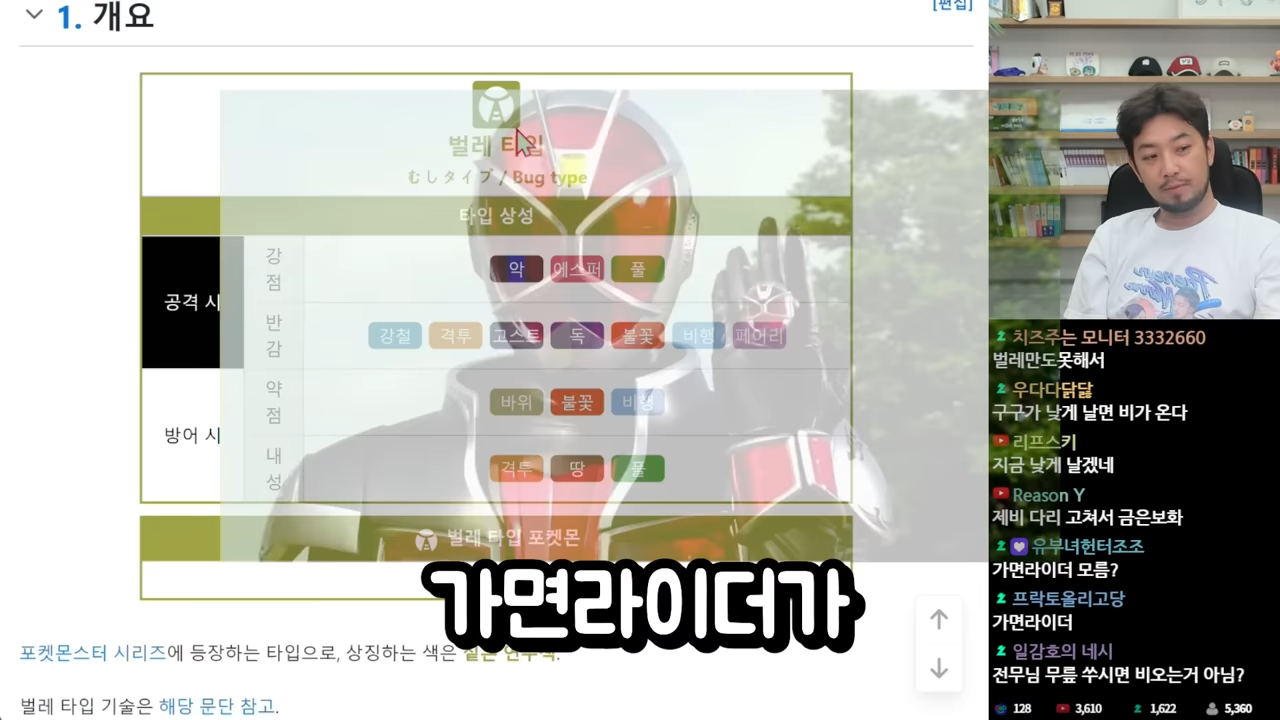 1. 개요
[편집]
벌레 타입
むしタイプ / Bug type
타입 상성
공격 시
강점
악 에스퍼 풀
반감
강철 격투 고스트 독 불꽃 비행 페어리
방어 시
약점
바위 불꽃 비행
내성
격투 땅 풀
벌레 타입 포켓몬
가면라이더가
포켓몬스터 시리즈에 등장하는 타입으로, 상징하는 색은 짙은 연두색.
벌레 타입 기술은 해당 문단 참고.
치즈주는 모니터 3332660
벌레만도못해서
우다다닭닳
구구가 낮게 날면 비가 온다
리프스키
지금 낮게 날겠네
Reason Y
제비 다리 고쳐서 금은보화
유부녀헌터조조
가면라이더 모름?
프락토올리고당
가면라이더
일감호의 네시
전무님 무릎 쑤시면 비오는거 아님?
128 3,610 1,622 5,360